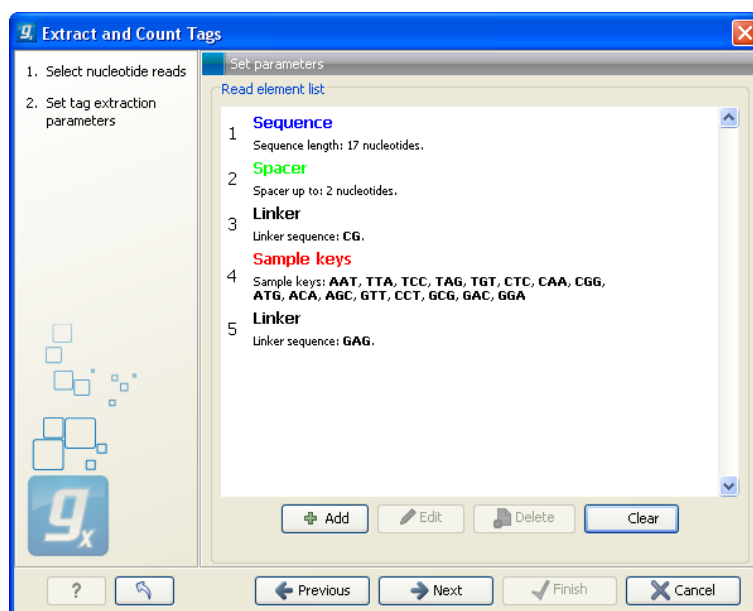 Extract and Count Tags
1. Select nucleotide reads
2. Set tag extraction
parameters
Set parameters
Read element list
1
Sequence
Sequence length: 17 nucleotides.
2
Spacer
Spacer up to: 2 nucleotides.
3
Linker
Linker sequence: CG.
4
Sample keys
Sample keys: AAT, TTA, TCC, TAG, TGT, CTC, CAA, CGG,
ATG, ACA, AGC, GTT, CCT, GCG, GAC, GGA
5
Linker
Linker sequence: GAG.
Add
Edit
Delete
Clear
gx
?
Previous
Next
Finish
Cancel